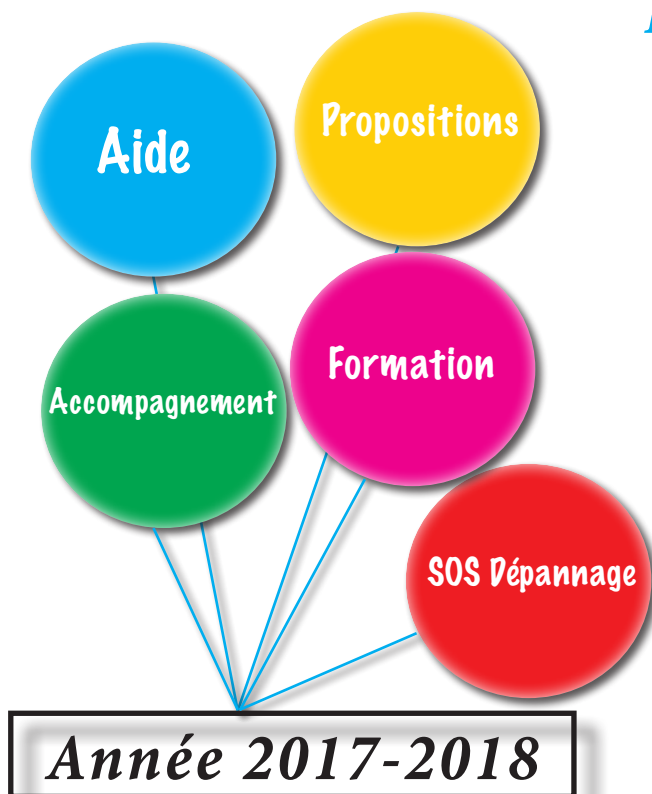 Aide
Propositions
Accompagnement
Formation
SOS Dépannage
Année 2017-2018